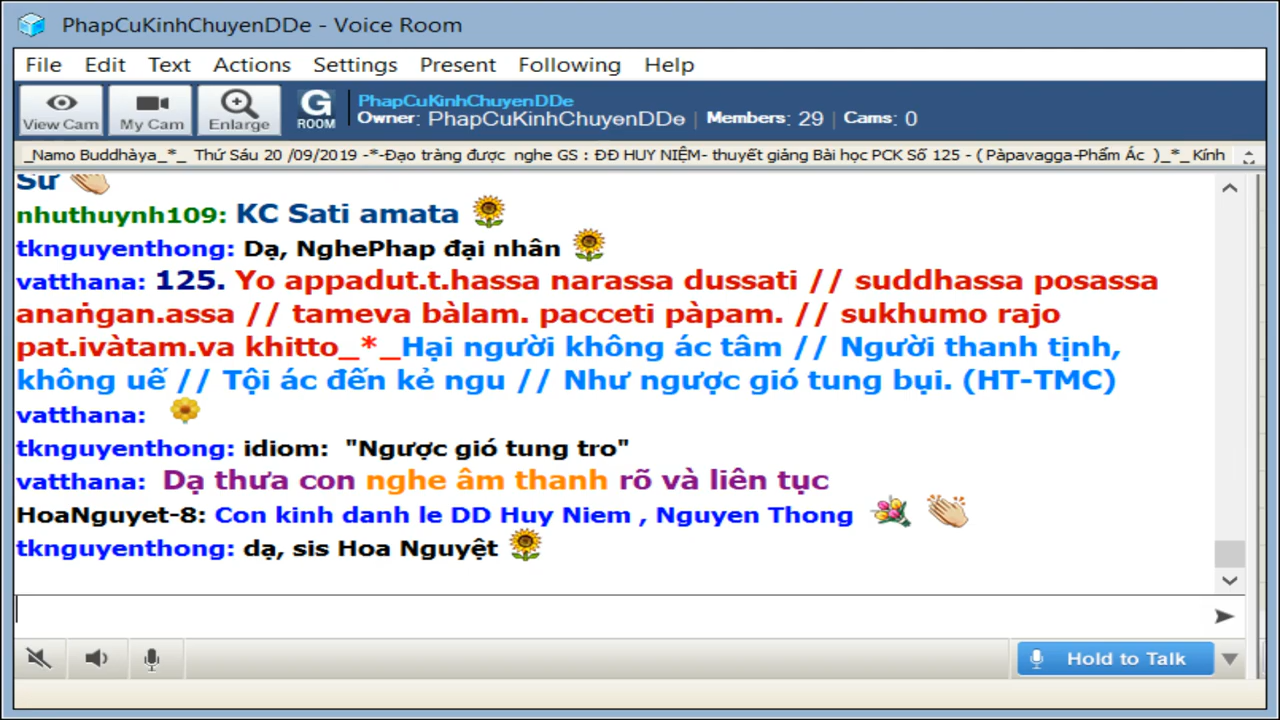 PhapCuKinhChuyenDDe - Voice Room
File Edit Text Actions Settings Present Following Help
View Cam My Cam Enlarge G ROOM
PhapCuKinhChuyenDDe
Owner: PhapCuKinhChuyenDDe | Members: 29 | Cams: 0
_Namo Buddhàya_*_ Thứ Sáu 20 /09/2019 -*-Đạo tràng được nghe GS : ĐĐ HUY NIỆM- thuyết giảng Bài học PCK Số 125 - ( Pàpavagga-Phẩm Ác )_*_Kính
Sư
nhuthuynh109: KC Sati amata
tknguyenthong: Dạ, NghePhap đại nhân
vatthana: 125. Yo appadut.t.hassa narassa dussati // suddhassa posassa
anaṅgan.assa // tameva bàlam. pacceti pàpam. // sukhumo rajo
pat.ivàtam.va khitto_*_Hại người không ác tâm // Người thanh tịnh,
không uế // Tội ác đến kẻ ngu // Như ngược gió tung bụi. (HT-TMC)
vatthana:
tknguyenthong: idiom: "Ngược gió tung tro"
vatthana: Dạ thưa con nghe âm thanh rõ và liên tục
HoaNguyet-8: Con kinh danh le DD Huy Niem , Nguyen Thong
tknguyenthong: dạ, sis Hoa Nguyệt
Hold to Talk